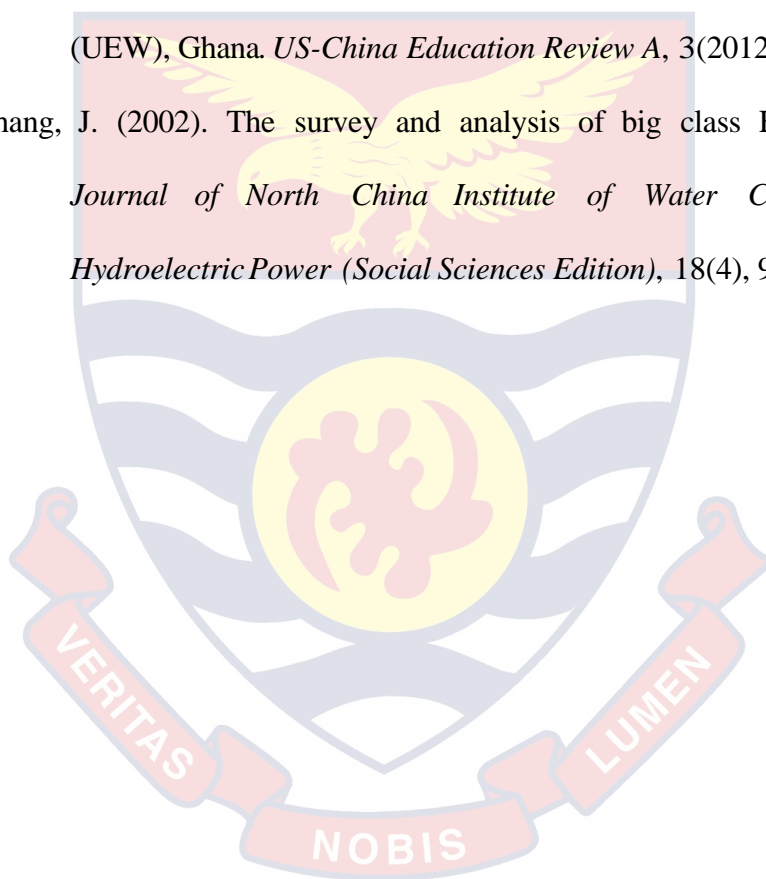 (UEW), Ghana. US-China Education Review A, 3(2012
hang, J. (2002). The survey and analysis of big class
Journal of North China Institute of Water
Hydroelectric Power (Social Sciences Edition), 18(4), 9
VERITAS
NOBIS
LUMEN